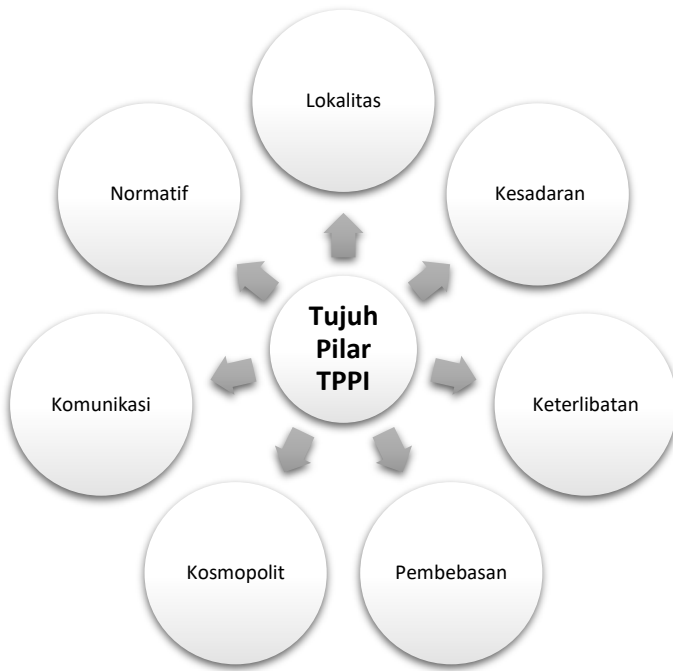 Lokalitas
Normatif
Kesadaran
Tujuh
Pilar
TPPI
Komunikasi
Keterlibatan
Kosmopolit
Pembebasan